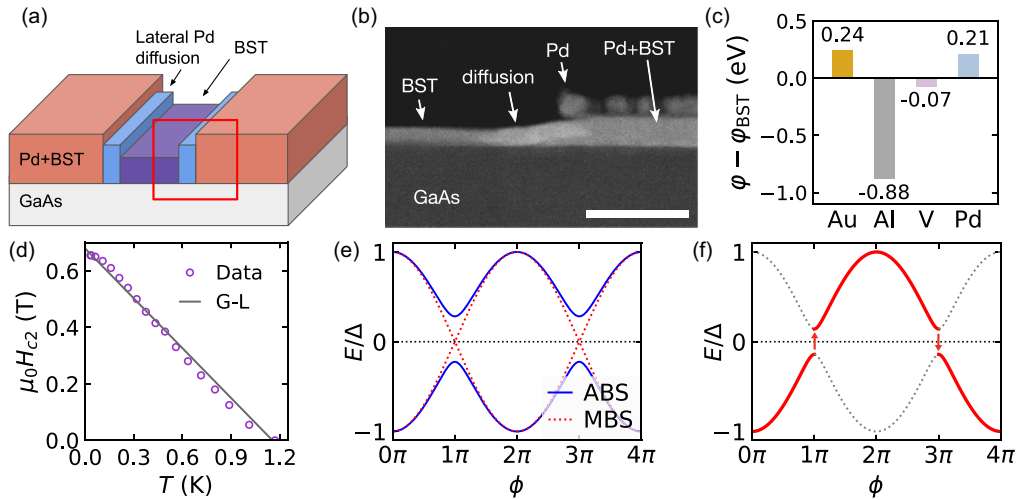 (a)
Lateral Pd
diffusion
BST
Pd+BST
GaAs
(b)
BST
diffusion
Pd
Pd+BST
GaAs
(c)
φ − φBST (eV)
0.5
0.0
−0.5
−1.0
0.24
-0.88
-0.07
0.21
Au Al V Pd
(d)
μ0Hc2 (T)
0.6
0.4
0.2
0.0
Data
G-L
0.0 0.3 0.6 0.9 1.2
T (K)
(e)
E/Δ
1
0
−1
ABS
MBS
0π 1π 2π 3π 4π
ϕ
(f)
E/Δ
1
0
−1
0π 1π 2π 3π 4π
ϕ